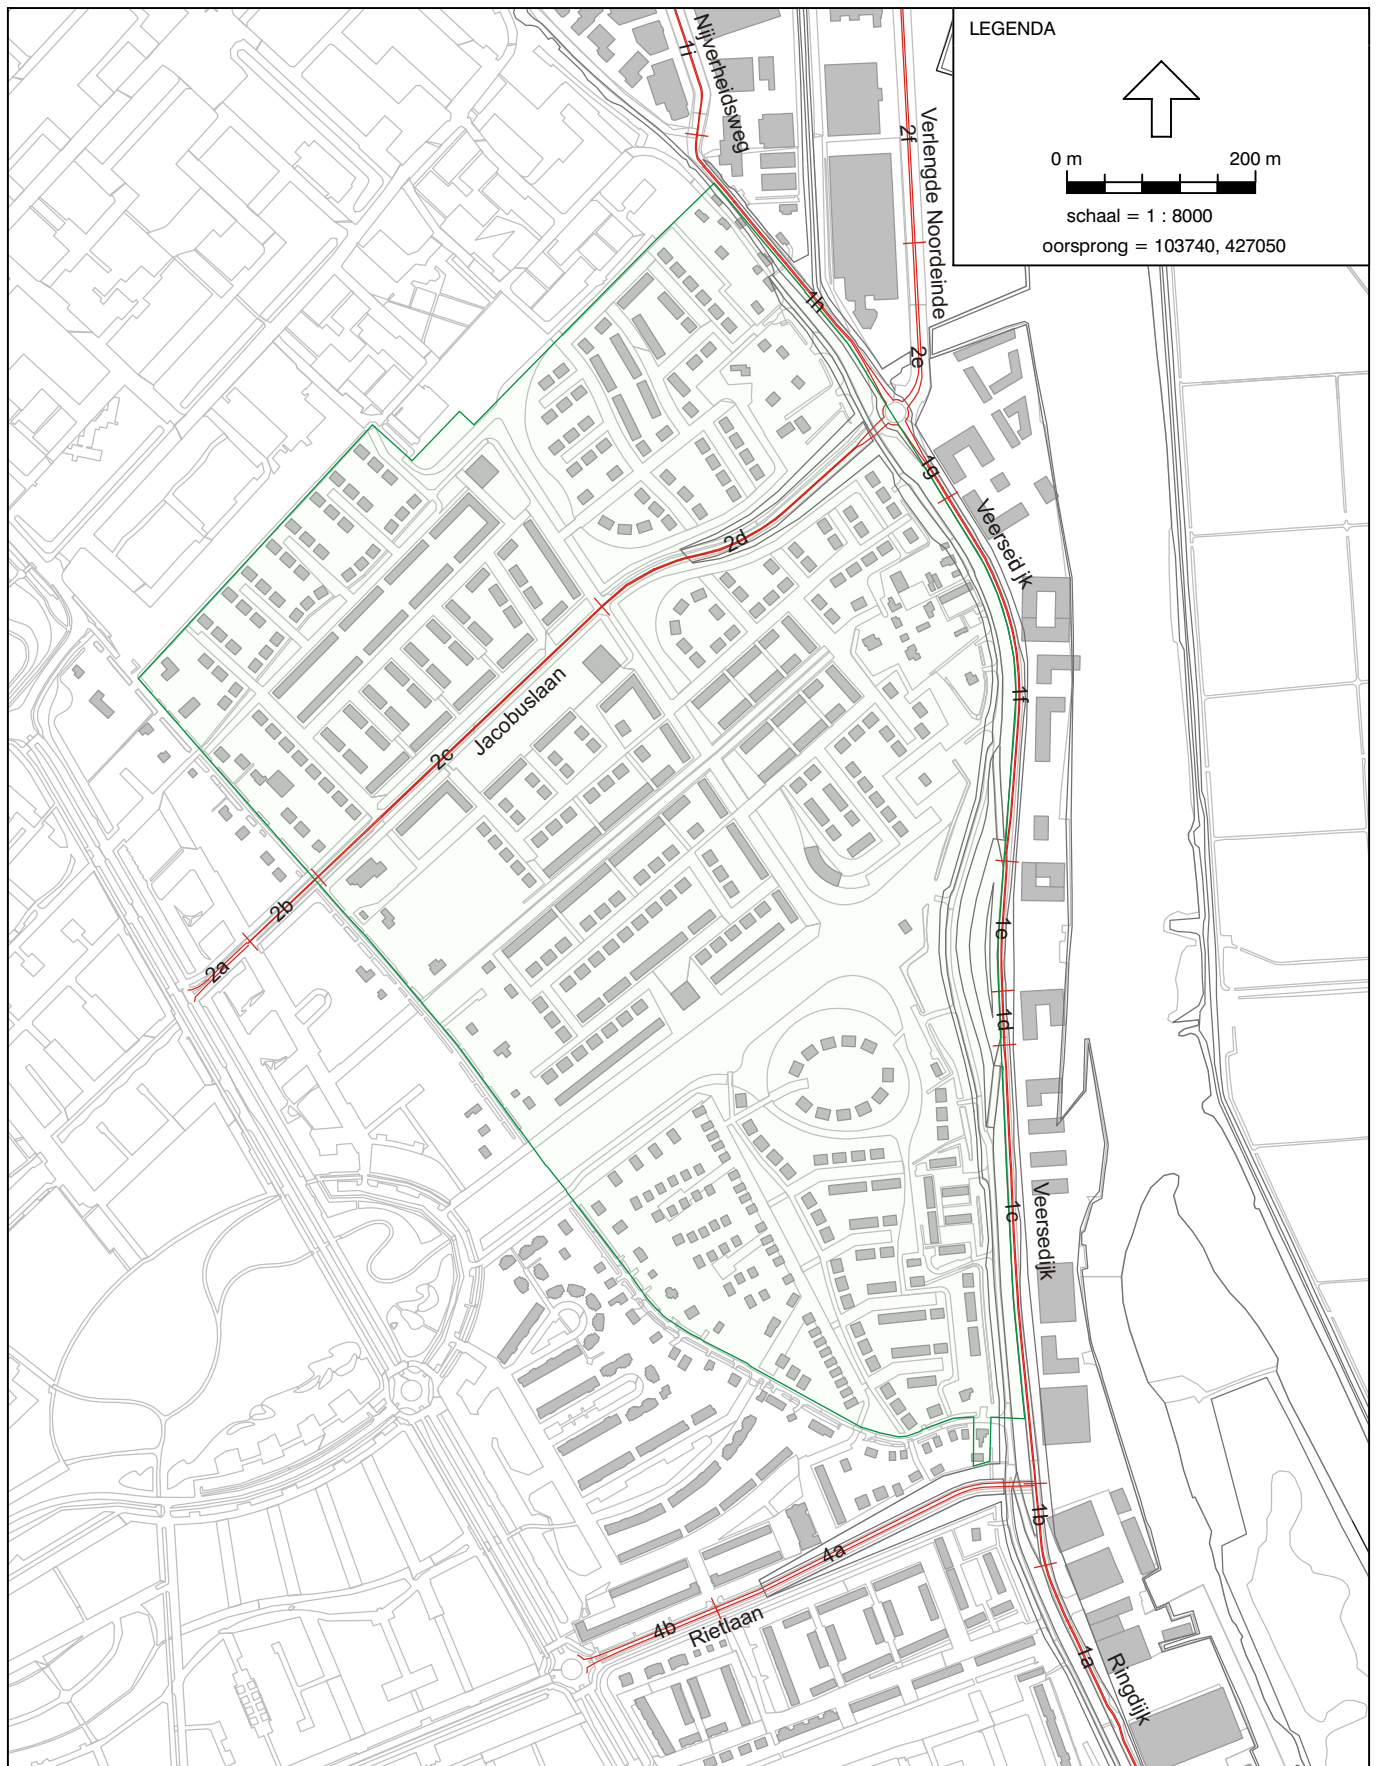 LEGENDA
0 m 200 m
schaal = 1 : 8000
oorsprong = 103740, 427050
1i
Nijverheidsweg
2f
Verlengde Noordeinde
1h
2e
1g
Veersedijk
2d
1f
Jacobuslaan
2c
2b
2a
1e
1d
1c
Veersedijk
1b
4a
4b
Rietlaan
1a
Ringdijk